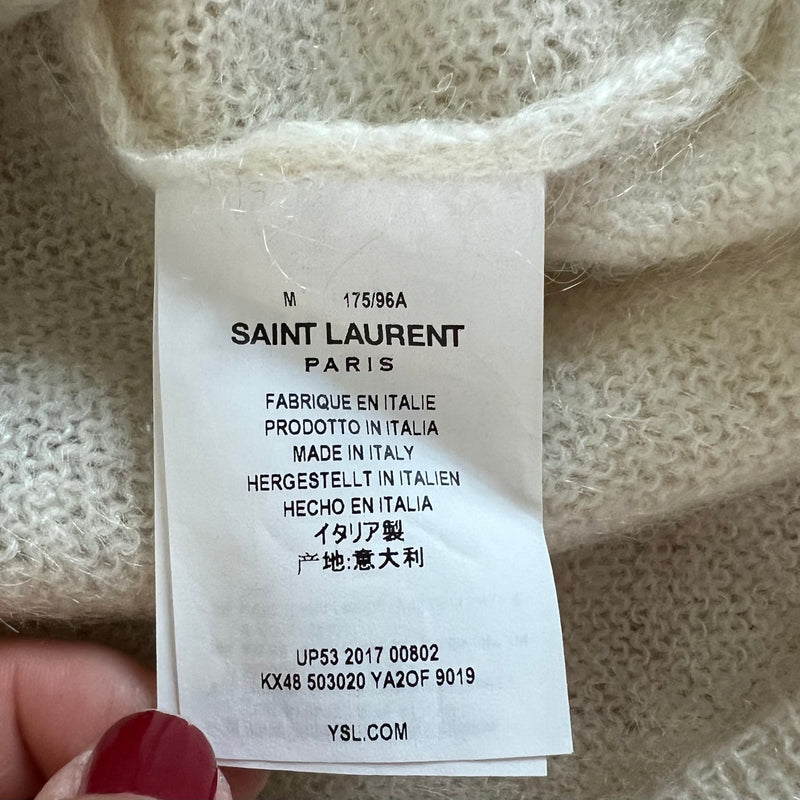 M 175/96A
SAINT LAURENT
PARIS
FABRIQUE EN ITALIE
PRODOTTO IN ITALIA
MADE IN ITALY
HERGESTELLT IN ITALIEN
HECHO EN ITALIA
イタリア製
产地:意大利
UP53 2017 00802
KX48 503020 YA2OF 9019
YSL.COM